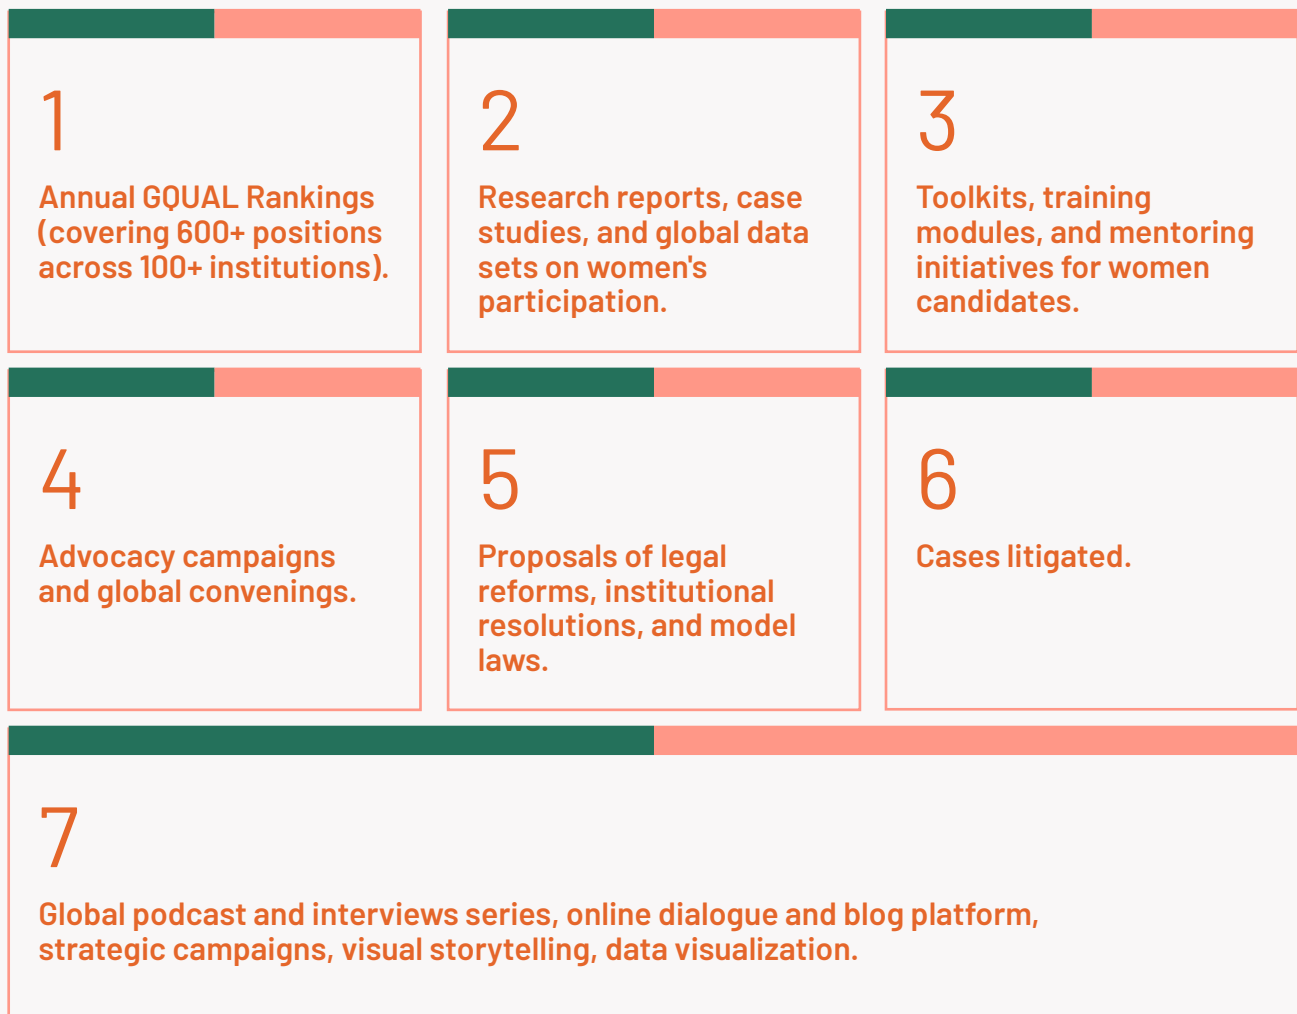 1
Annual GQUAL Rankings
(covering 600+ positions
across 100+ institutions).
2
Research reports, case
studies, and global data
sets on women's
participation.
3
Toolkits, training
modules, and mentoring
initiatives for women
candidates.
4
Advocacy campaigns
and global convenings.
5
Proposals of legal
reforms, institutional
resolutions, and model
laws.
6
Cases litigated.
7
Global podcast and interviews series, online dialogue and blog platform,
strategic campaigns, visual storytelling, data visualization.